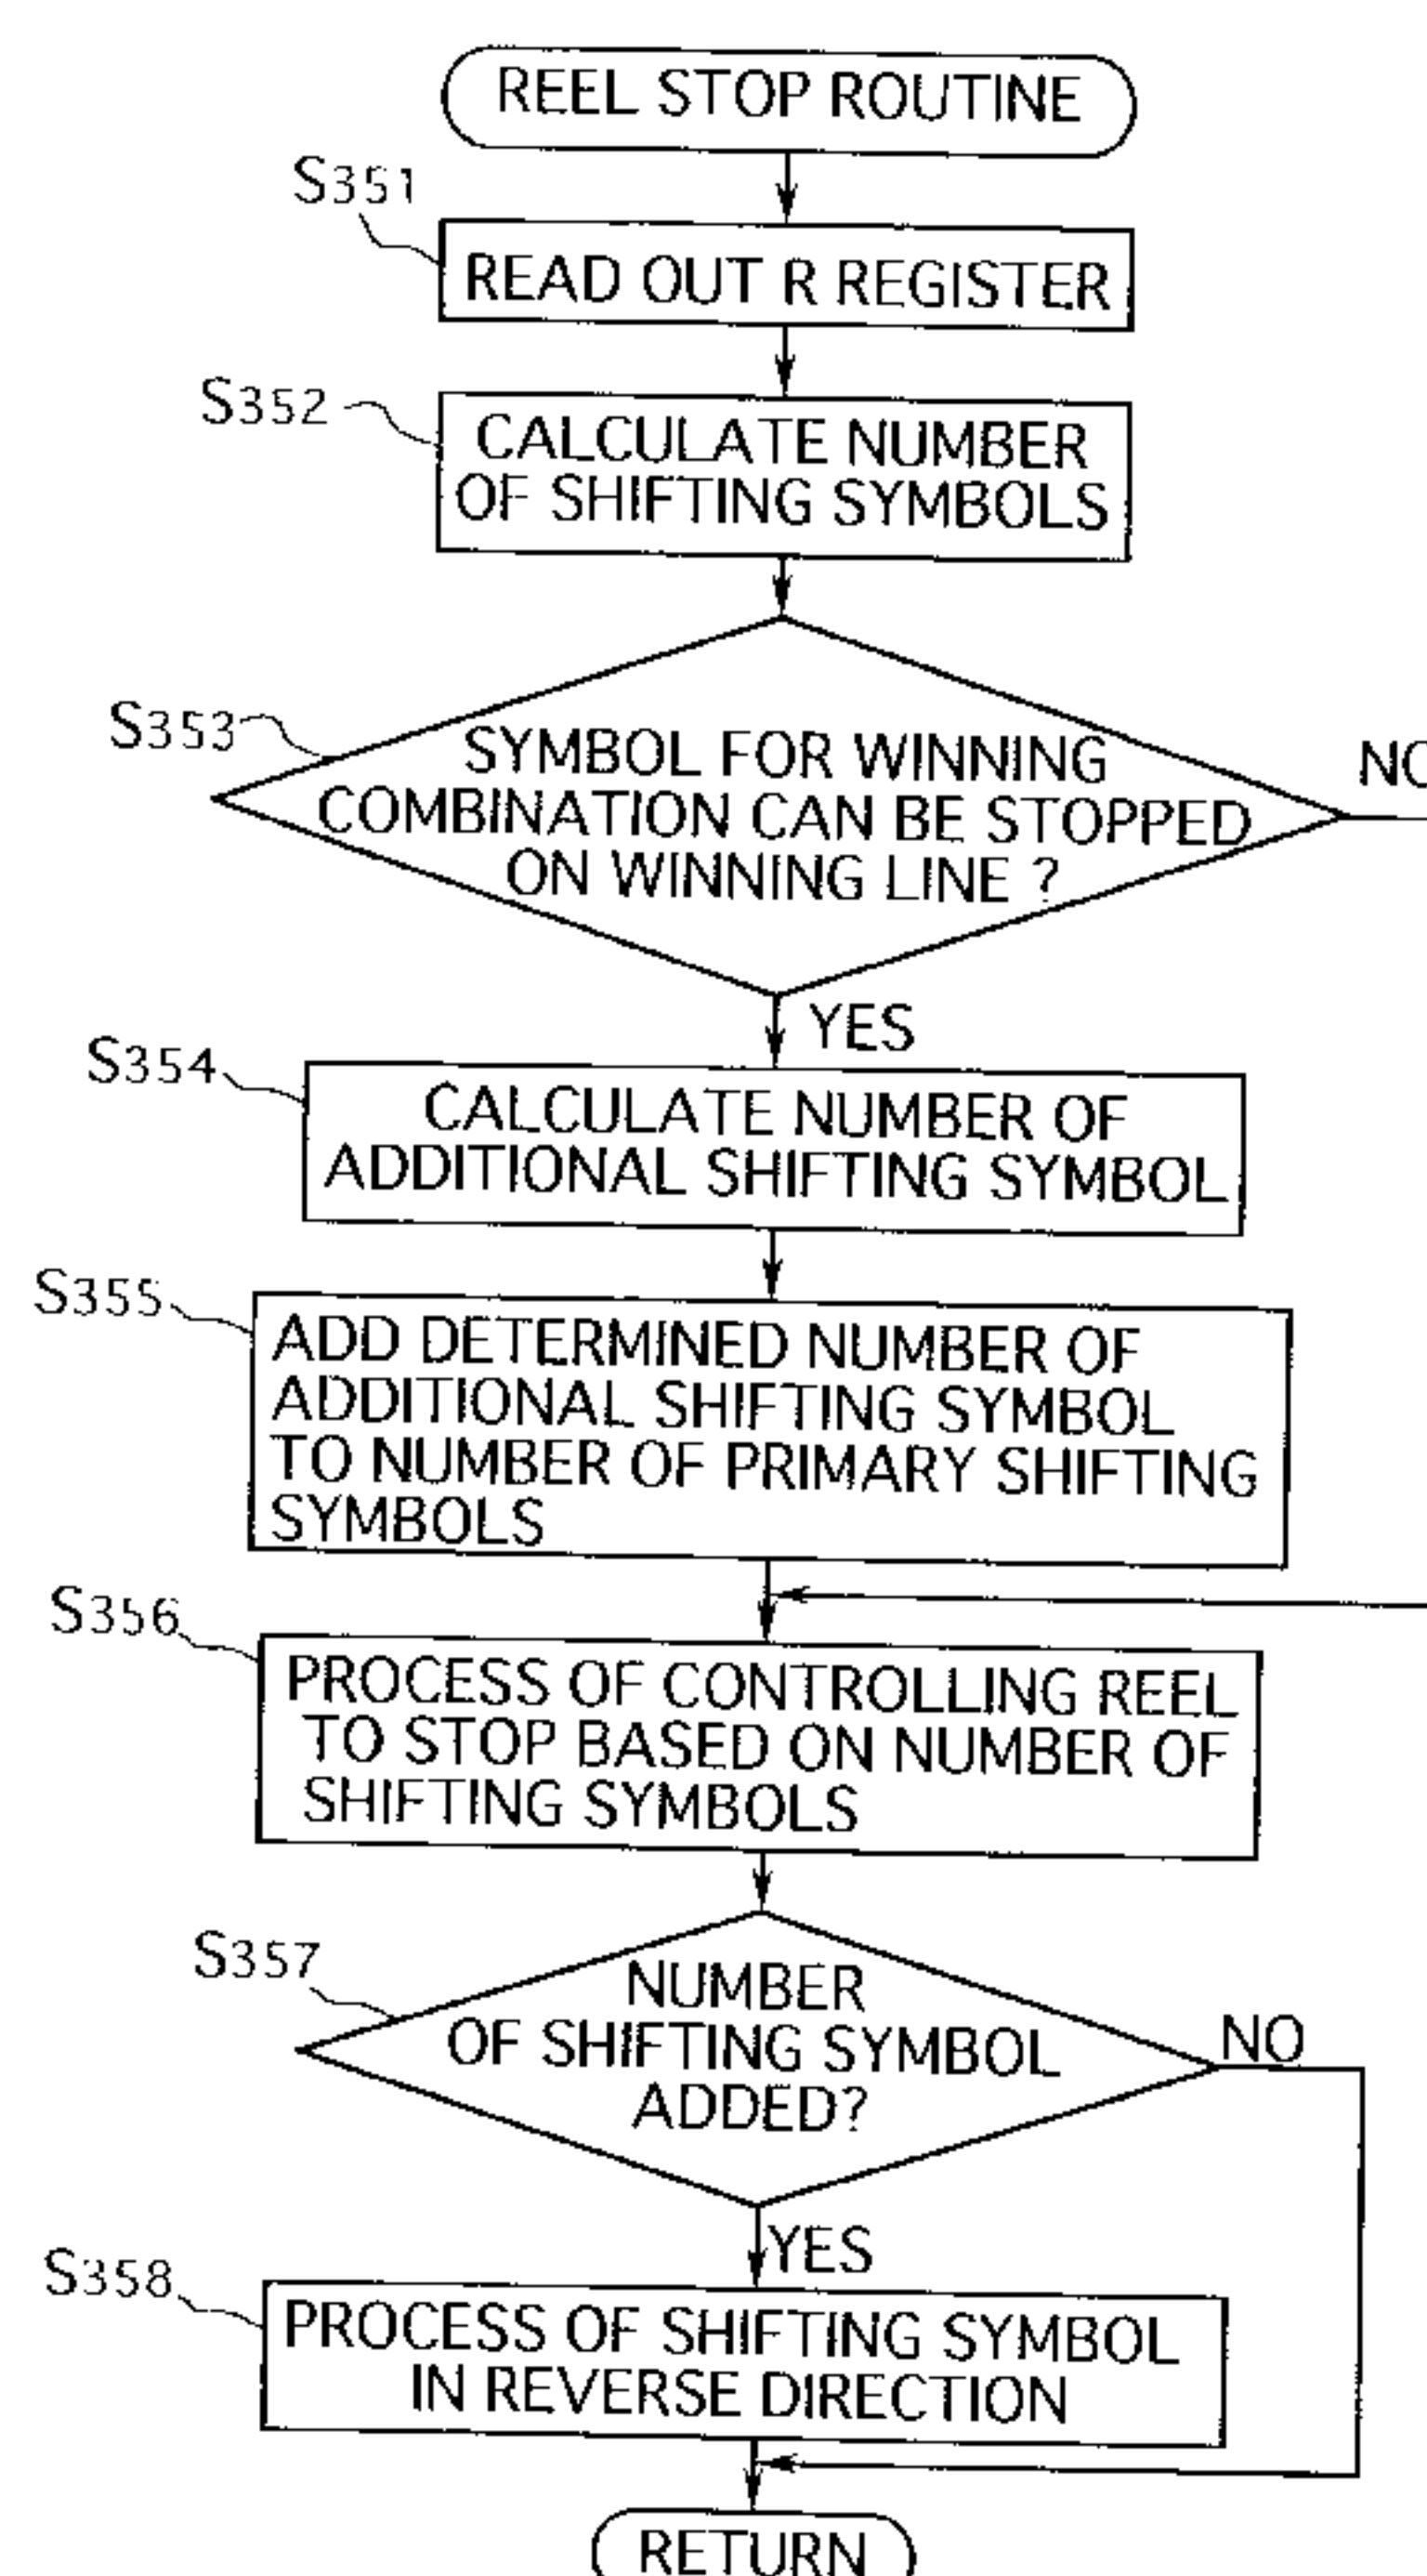 REEL STOP ROUTINE
S351
READ OUT R REGISTER
S352
CALCULATE NUMBER
OF SHIFTING SYMBOLS
S353
SYMBOL FOR WINNING
COMBINATION CAN BE STOPPED
ON WINNING LINE ?
NO
YES
S354
CALCULATE NUMBER OF
ADDITIONAL SHIFTING SYMBOL
S355
ADD DETERMINED NUMBER OF
ADDITIONAL SHIFTING SYMBOL
TO NUMBER OF PRIMARY SHIFTING
SYMBOLS
S356
PROCESS OF CONTROLLING REEL
TO STOP BASED ON NUMBER OF
SHIFTING SYMBOLS
S357
NUMBER
OF SHIFTING SYMBOL
ADDED?
NO
YES
S358
PROCESS OF SHIFTING SYMBOL
IN REVERSE DIRECTION
RETURN